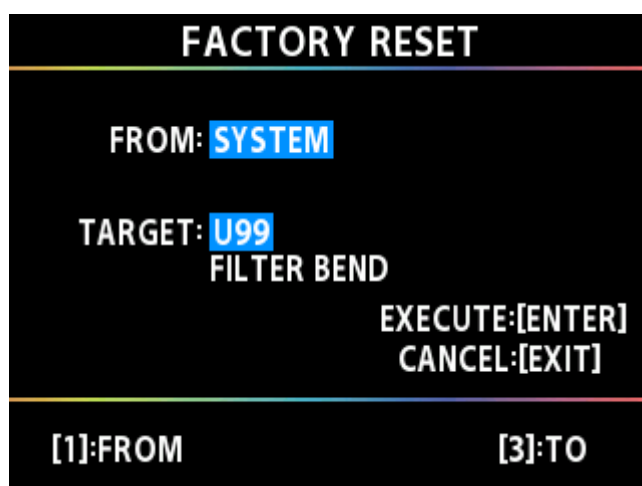 FACTORY RESET
FROM: SYSTEM
TARGET: U99
FILTER BEND
EXECUTE:[ENTER]
CANCEL:[EXIT]
[1]:FROM [3]:TO